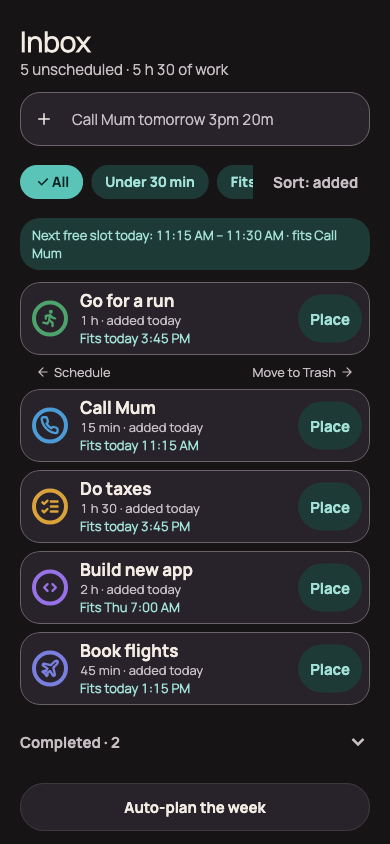 Inbox
5 unscheduled · 5 h 30 of work
+ Call Mum tomorrow 3pm 20m
✓ All
Under 30 min
Fits
Sort: added
Next free slot today: 11:15 AM – 11:30 AM · fits Call
Mum
Go for a run
1 h · added today
Fits today 3:45 PM
Place
← Schedule
Move to Trash →
Call Mum
15 min · added today
Fits today 11:15 AM
Place
Do taxes
1 h 30 · added today
Fits today 3:45 PM
Place
Build new app
2 h · added today
Fits Thu 7:00 AM
Place
Book flights
45 min · added today
Fits today 1:15 PM
Place
Completed · 2
Auto-plan the week